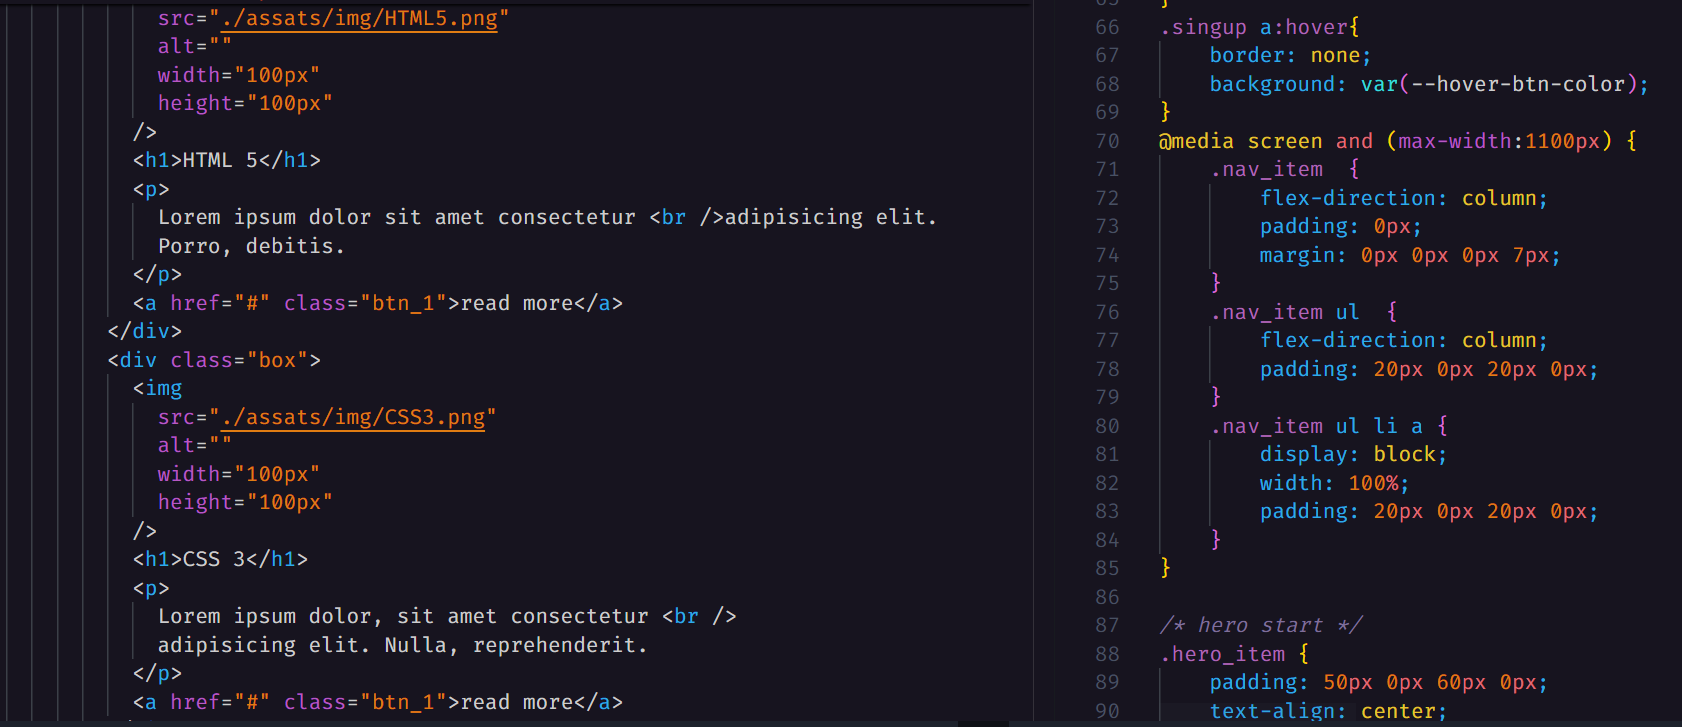 src="./assats/img/HTML5.png"
alt=""
width="100px"
height="100px"
/>
<h1>HTML 5</h1>
<p>
Lorem ipsum dolor sit amet consectetur <br />adipisicing elit.
Porro, debitis.
</p>
<a href="#" class="btn_1">read more</a>
</div>
<div class="box">
<img
src="./assats/img/CSS3.png"
alt=""
width="100px"
height="100px"
/>
<h1>CSS 3</h1>
<p>
Lorem ipsum dolor, sit amet consectetur <br />
adipisicing elit. Nulla, reprehenderit.
</p>
<a href="#" class="btn_1">read more</a>
65 }
66 .singup a:hover{
67 border: none;
68 background: var(--hover-btn-color);
69 }
70 @media screen and (max-width:1100px) {
71 .nav_item  {
72 flex-direction: column;
73 padding: 0px;
74 margin: 0px 0px 0px 7px;
75 }
76 .nav_item ul  {
77 flex-direction: column;
78 padding: 20px 0px 20px 0px;
79 }
80 .nav_item ul li a {
81 display: block;
82 width: 100%;
83 padding: 20px 0px 20px 0px;
84 }
85 }
86
87 /* hero start */
88 .hero_item {
89 padding: 50px 0px 60px 0px;
90 text-align: center;